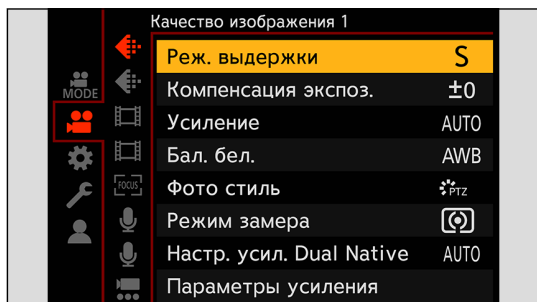 Качество изображения 1
Реж. выдержки S
Компенсация экспоз. ±0
MODE
Усиление AUTO
Бал. бел. AWB
FOCUS
Фото стиль PTZ
Режим замера
Настр. усил. Dual Native AUTO
Параметры усиления